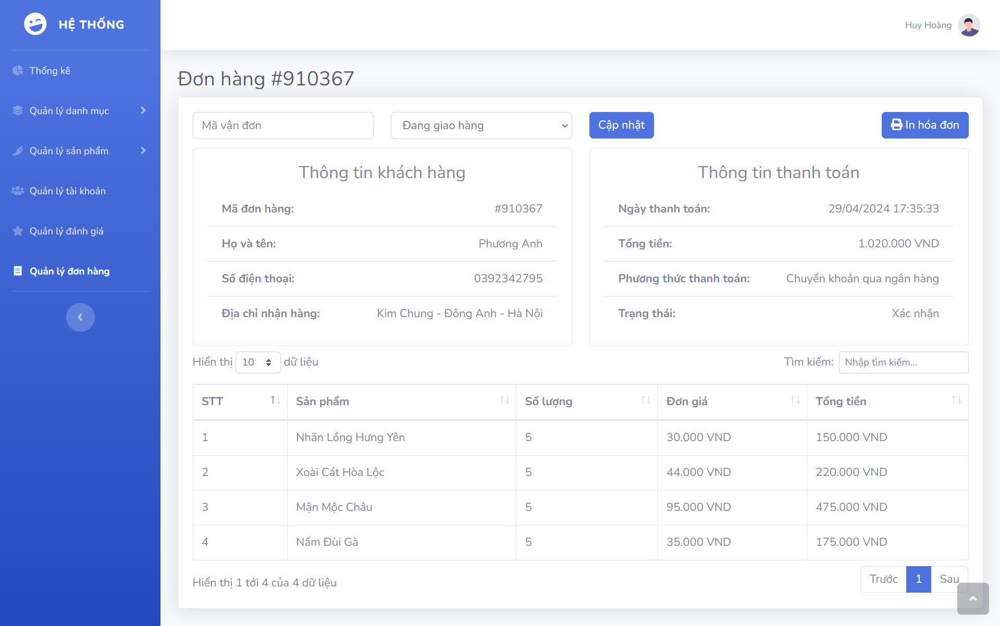 HỆ THỐNG
Huy Hoàng
Thống kê
Quản lý danh mục
Quản lý sản phẩm
Quản lý tài khoản
Quản lý đánh giá
Quản lý đơn hàng
Đơn hàng #910367
Mã vận đơn
Đang giao hàng
Cập nhật
In hóa đơn
Thông tin khách hàng
Mã đơn hàng: #910367
Họ và tên: Phương Anh
Số điện thoại: 0392342795
Địa chỉ nhận hàng: Kim Chung - Đông Anh - Hà Nội
Thông tin thanh toán
Ngày thanh toán: 29/04/2024 17:35:33
Tổng tiền: 1.020.000 VND
Phương thức thanh toán: Chuyển khoản qua ngân hàng
Trạng thái: Xác nhận
Hiển thị 10 dữ liệu
Tìm kiếm: Nhập tìm kiếm...
STT Sản phẩm Số lượng Đơn giá Tổng tiền
1 Nhãn Lồng Hưng Yên 5 30.000 VND 150.000 VND
2 Xoài Cát Hòa Lộc 5 44.000 VND 220.000 VND
3 Mận Mộc Châu 5 95.000 VND 475.000 VND
4 Nấm Đùi Gà 5 35.000 VND 175.000 VND
Hiển thị 1 tới 4 của 4 dữ liệu
Trước 1 Sau